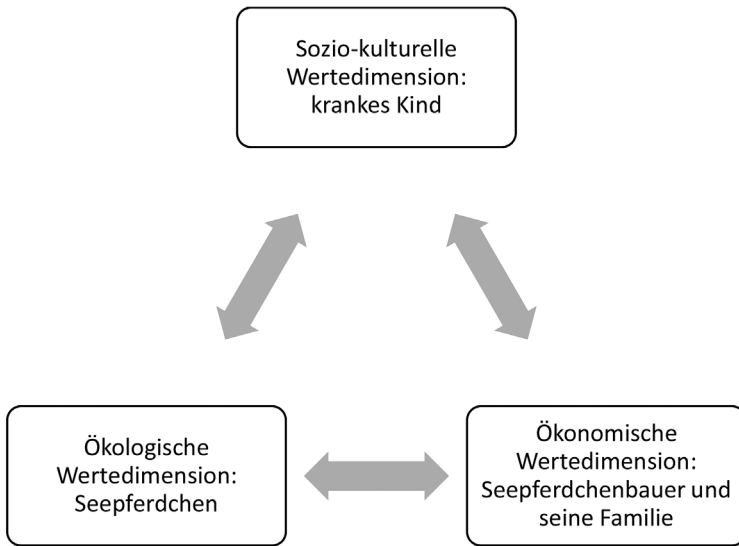 Sozio-kulturelle
Wertedimension:
krankes Kind
Ökologische
Wertedimension:
Seepferdchen
Ökonomische
Wertedimension:
Seepferdchenbauer und
seine Familie